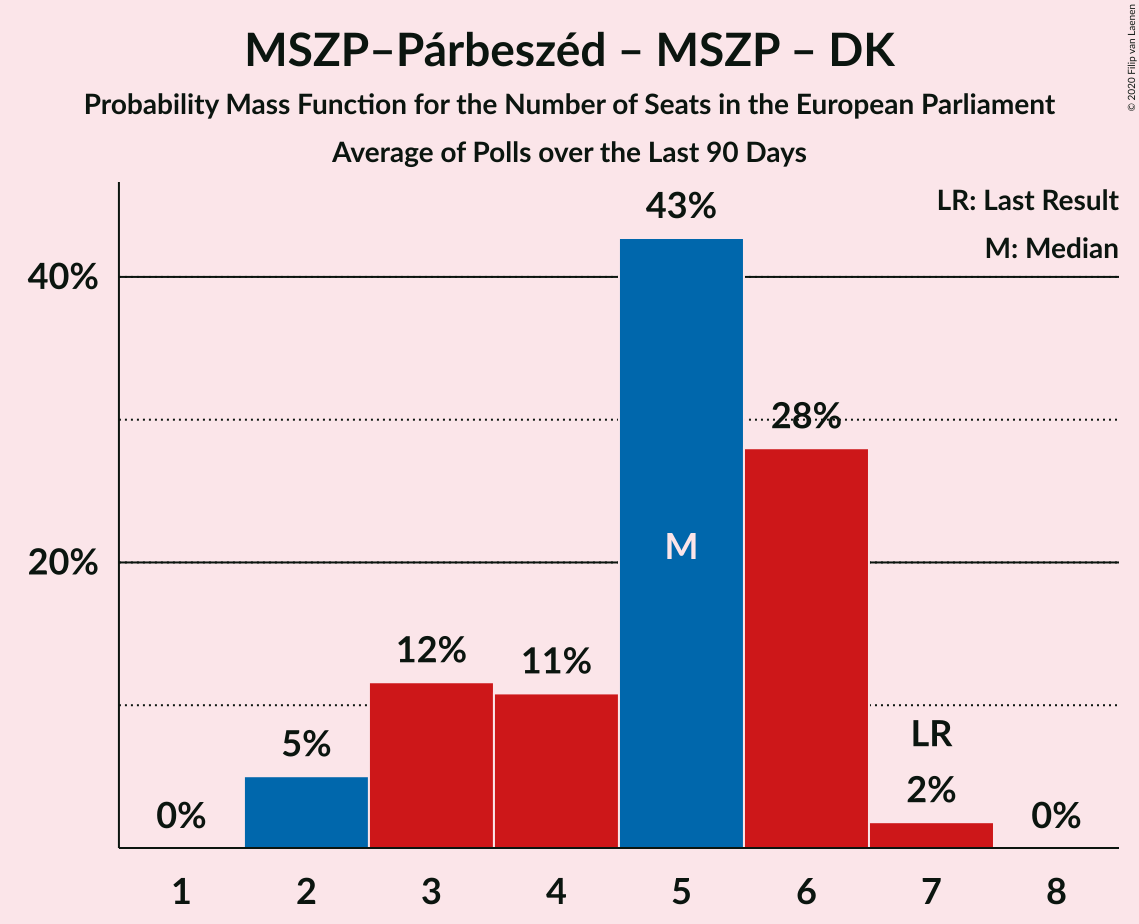 MSZP–Párbeszéd – MSZP – DK
Probability Mass Function for the Number of Seats in the European Parliament
Average of Polls over the Last 90 Days
© 2020 Filip van Laenen
LR: Last Result
M: Median
43%
40%
28%
M
20%
12%
11%
5%
LR
2%
0%
0%
1 2 3 4 5 6 7 8